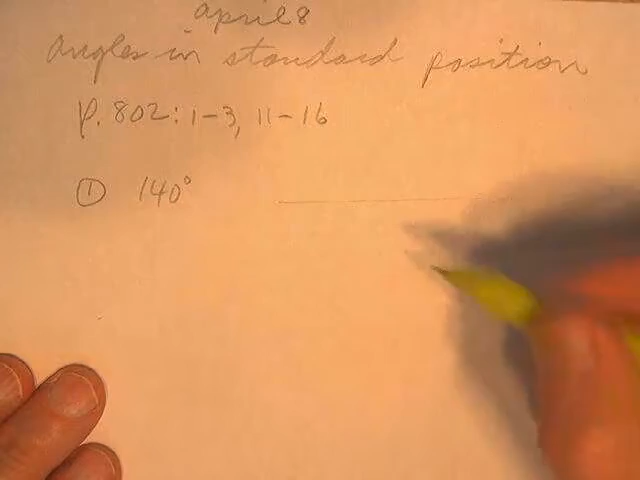 april 8
Angles in standard position
p. 802: 1-3, 11-16
① 140°